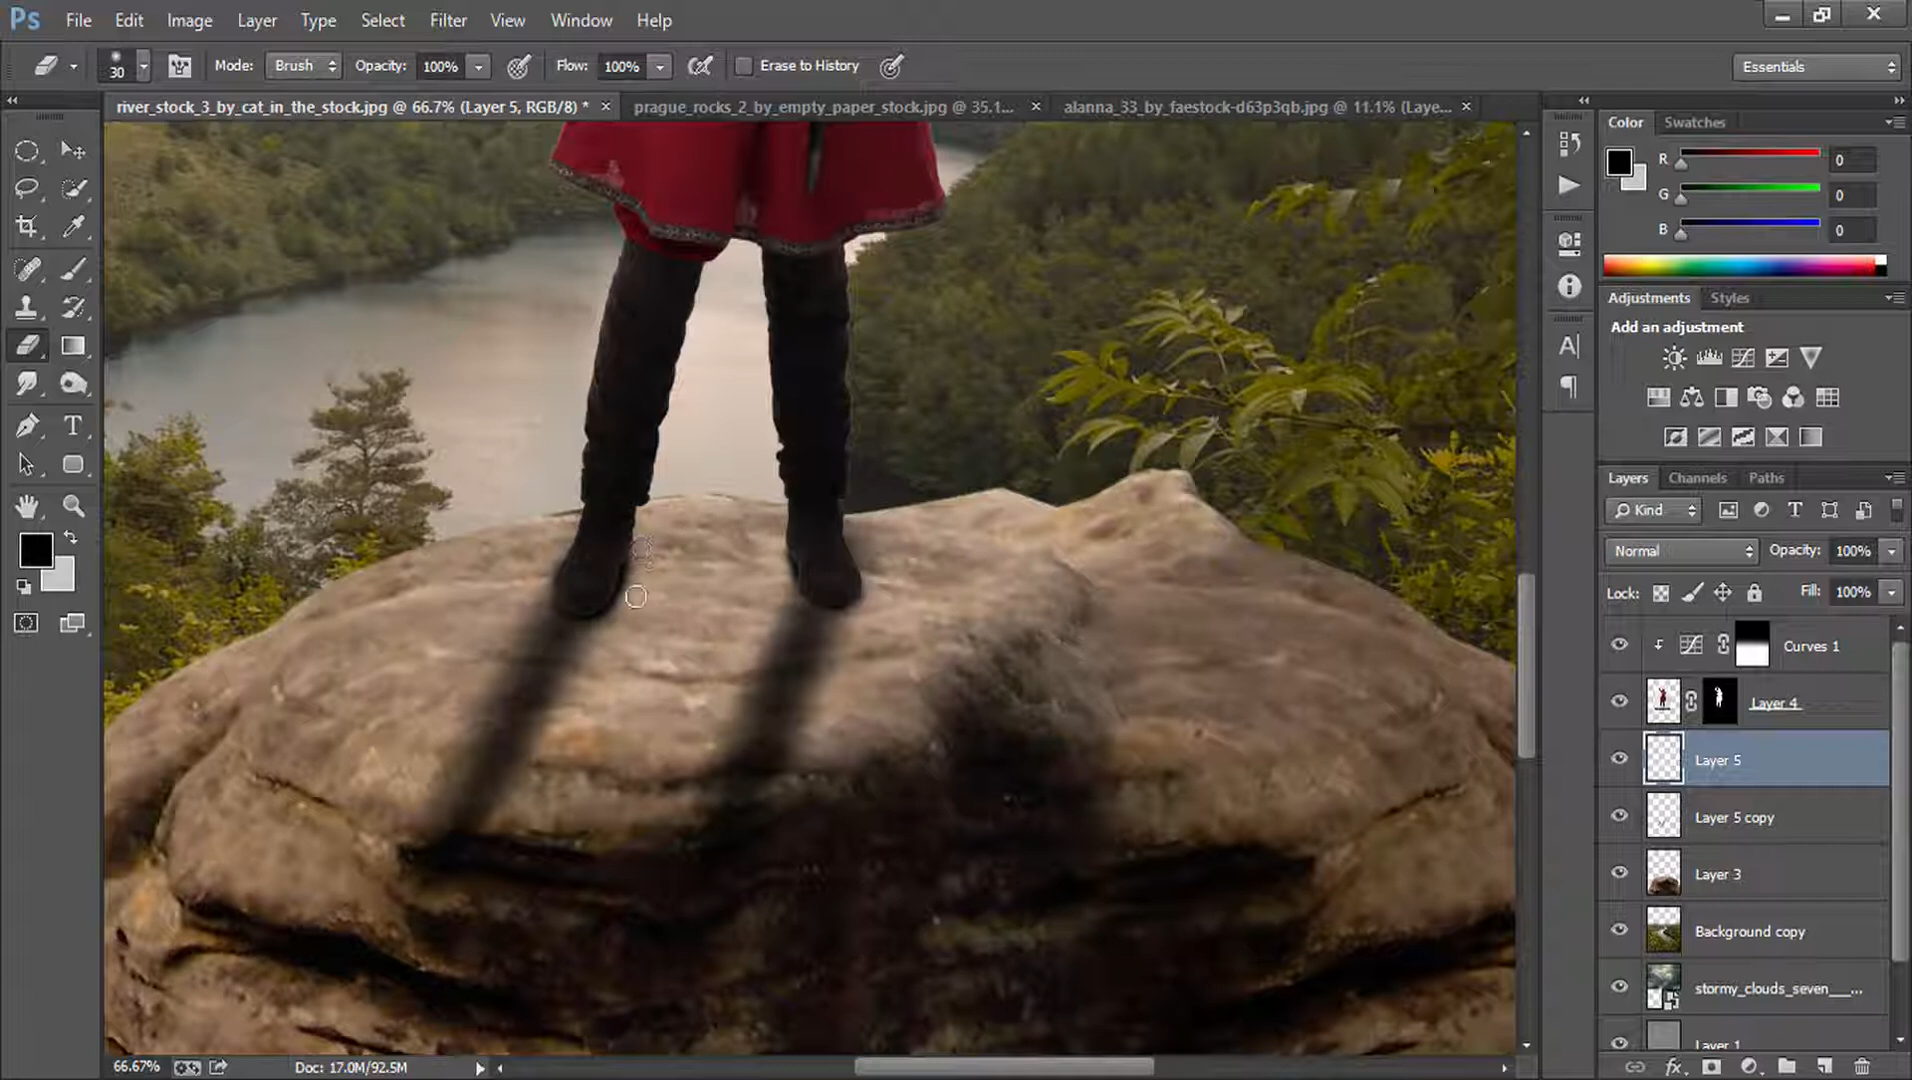 Ps File Edit Image Layer Type Select Filter View Window Help
30 Mode: Brush Opacity: 100% Flow: 100% Erase to History Essentials
river_stock_3_by_cat_in_the_stock.jpg @ 66.7% (Layer 5, RGB/8) * prague_rocks_2_by_empty_paper_stock.jpg @ 35.1... alanna_33_by_faestock-d63p3qb.jpg @ 11.1% (Laye...
Color Swatches
R 0
G 0
B 0
Adjustments Styles
Add an adjustment
Layers Channels Paths
Kind
Normal Opacity: 100%
Lock: Fill: 100%
Curves 1
Layer 4
Layer 5
Layer 5 copy
Layer 3
Background copy
stormy_clouds_seven___...
Layer 1
66.67% Doc: 17.0M/92.5M